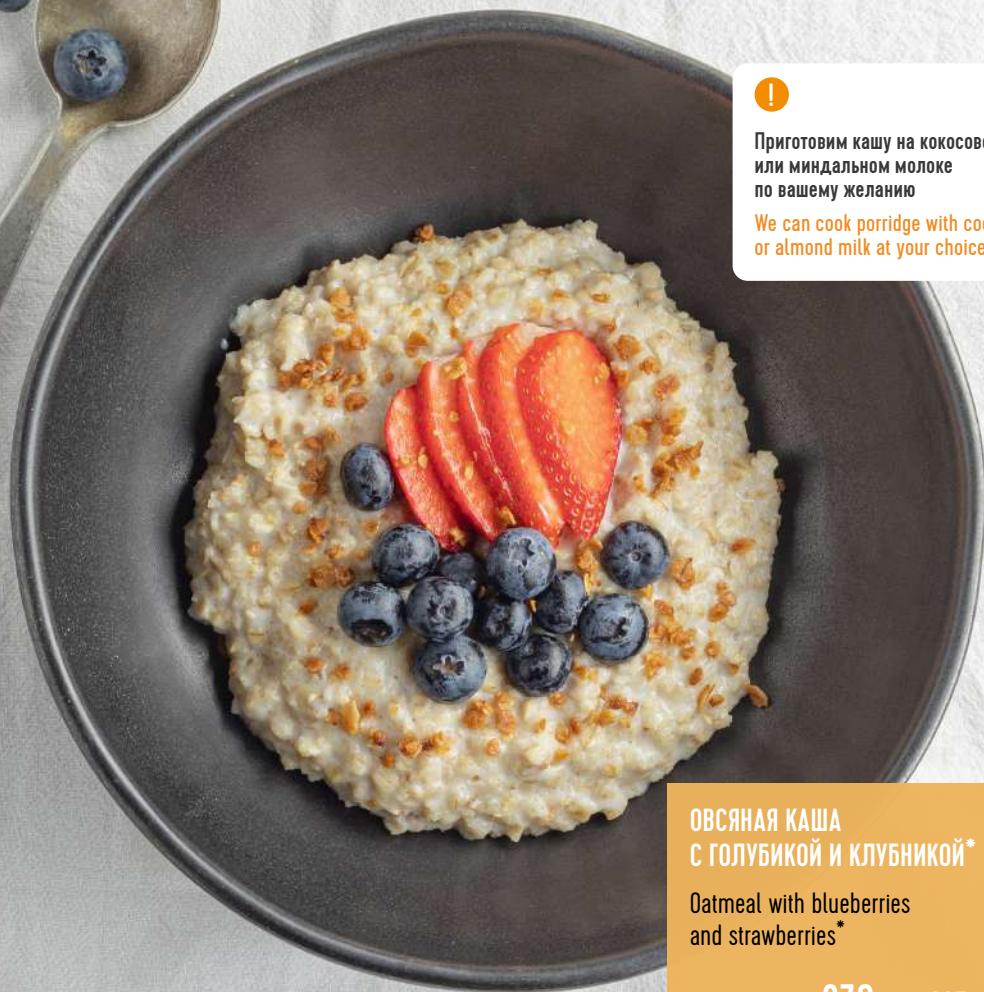 !
Приготовим кашу на
или миндальном молоке
по вашему желанию
We can cook porridge with
or almond milk at your choice
ОВСЯНАЯ КАША
С ГОЛУБИКОЙ И КЛУБНИКОЙ*
Oatmeal with blueberries
and strawberries*